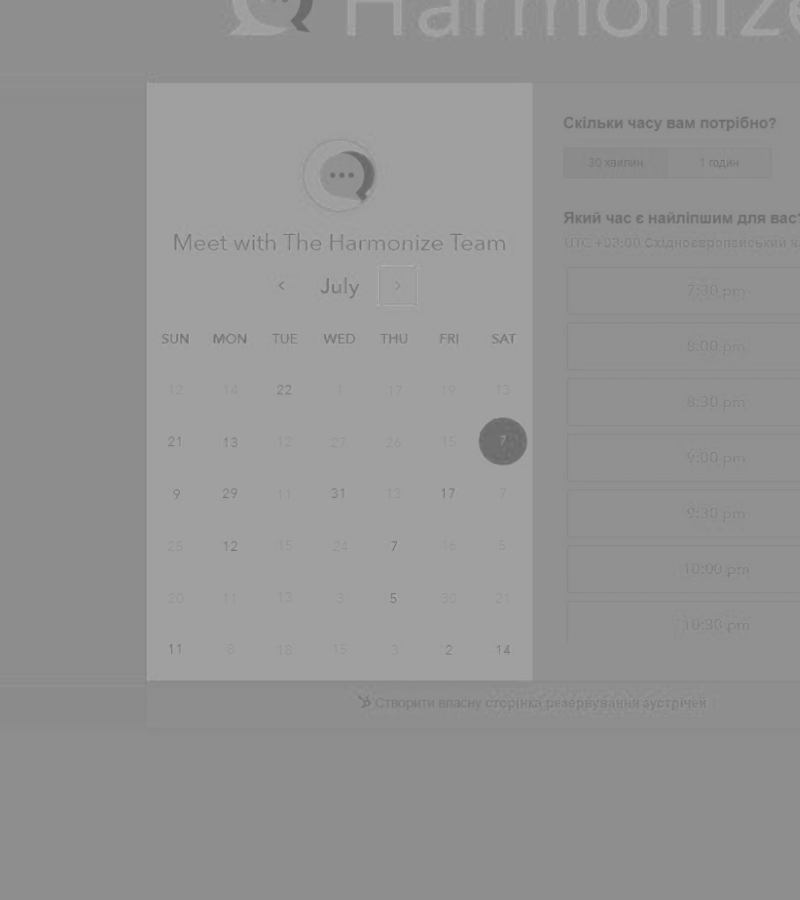 Harmonize
Meet with The Harmonize Team
July
SUN MON TUE WED THU FRI SAT
12 14 22 1 17 19 13
21 13 12 27 26 15 7
9 29 11 31 13 17 7
25 12 15 24 7 16 5
20 11 13 3 5 30 21
11 8 18 15 3 2 14
Скільки часу вам потрібно?
30 хвилин 1 годин
Який час є найліпшим для вас?
UTC +03:00 Східноєвропейський
7:30 pm
8:00 pm
8:30 pm
9:00 pm
9:30 pm
10:00 pm
10:30 pm
Створити власну сторінка резервування зустрічей